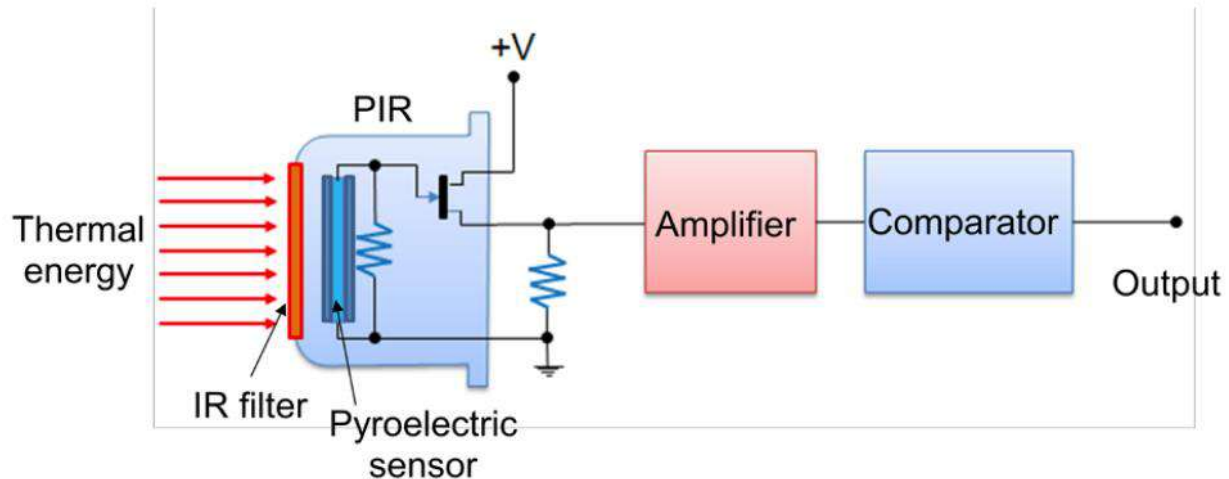 +V
PIR
Thermal
energy
Amplifier
Comparator
Output
IR filter
Pyroelectric
sensor